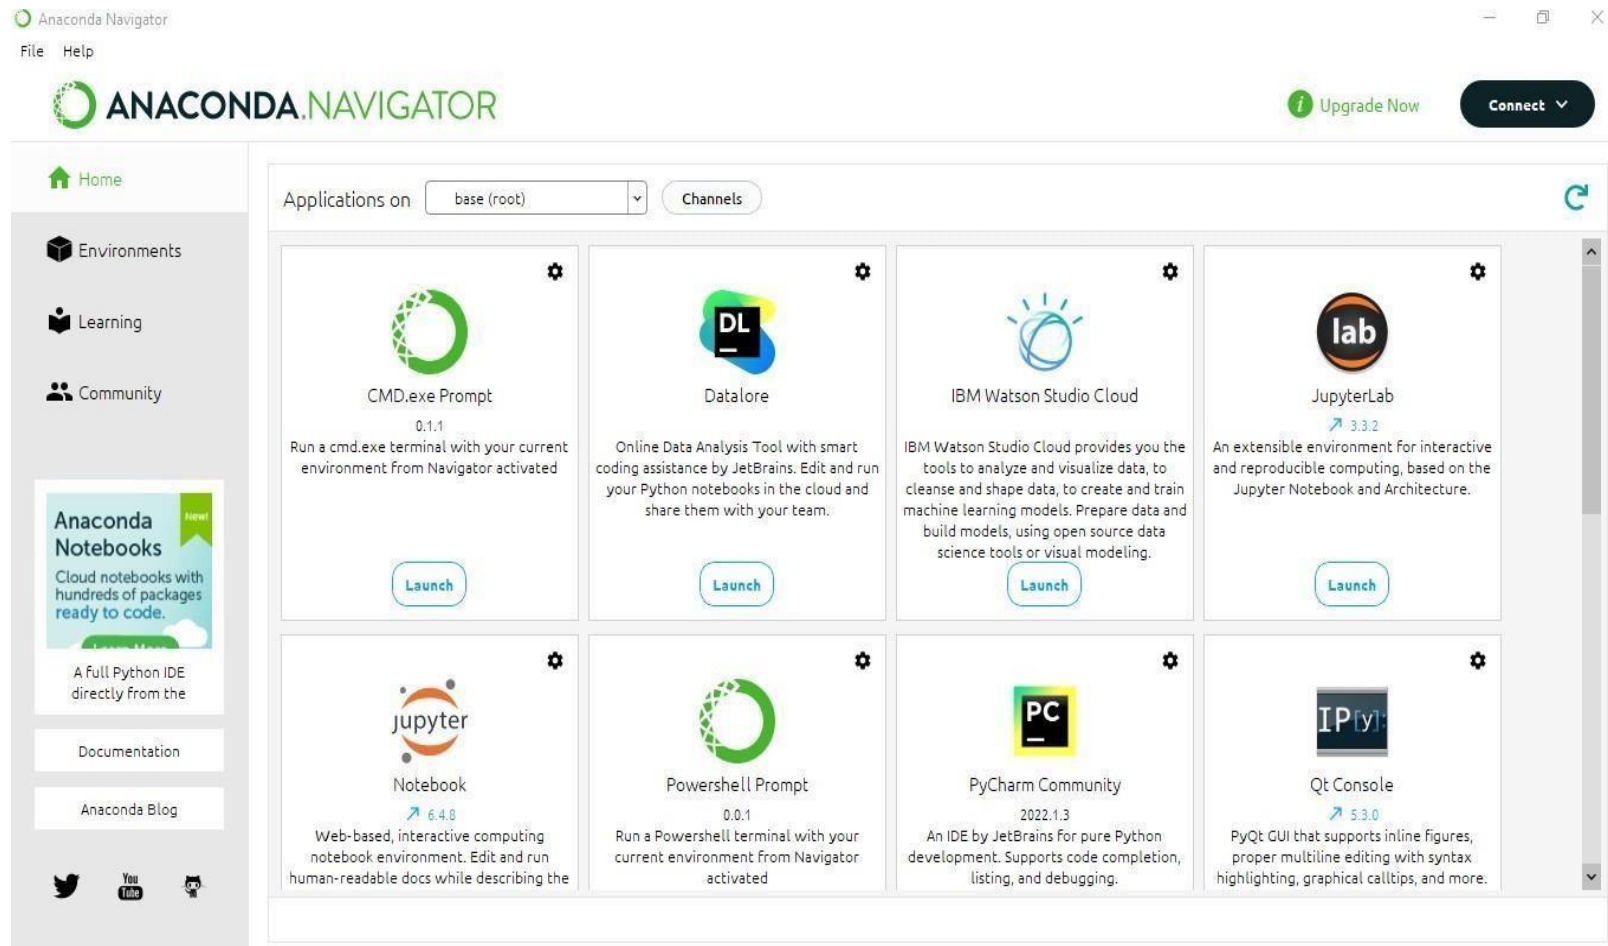 Anaconda Navigator
File Help
ANACONDA.NAVIGATOR
Upgrade Now
Connect
Home
Environments
Learning
Community
Anaconda
Notebooks
New!
Cloud notebooks with
hundreds of packages
ready to code.
Learn More
A full Python IDE
directly from the
Documentation
Anaconda Blog
You
Tube
Applications on
base (root)
Channels
CMD.exe Prompt
0.1.1
Run a cmd.exe terminal with your current
environment from Navigator activated
Launch
DL
Datalore
Online Data Analysis Tool with smart
coding assistance by JetBrains. Edit and run
your Python notebooks in the cloud and
share them with your team.
Launch
IBM Watson Studio Cloud
IBM Watson Studio Cloud provides you the
tools to analyze and visualize data, to
cleanse and shape data, to create and train
machine learning models. Prepare data and
build models, using open source data
science tools or visual modeling.
Launch
lab
JupyterLab
3.3.2
An extensible environment for interactive
and reproducible computing, based on the
Jupyter Notebook and Architecture.
Launch
jupyter
Notebook
6.4.8
Web-based, interactive computing
notebook environment. Edit and run
human-readable docs while describing the
Powershell Prompt
0.0.1
Run a Powershell terminal with your
current environment from Navigator
activated
PC
PyCharm Community
2022.1.3
An IDE by JetBrains for pure Python
development. Supports code completion,
listing, and debugging.
IP[y]:
Qt Console
5.3.0
PyQt GUI that supports inline figures,
proper multiline editing with syntax
highlighting, graphical calltips, and more.